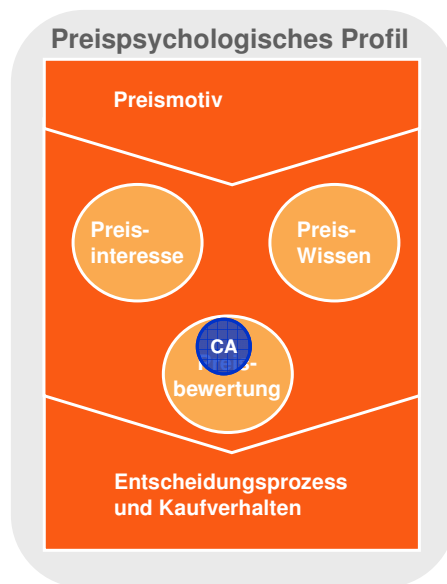 Preispsychologisches Profil
Preismotiv
Preis-
interesse
Preis-
Wissen
CA
bewertung
Entscheidungsprozess
und Kaufverhalten